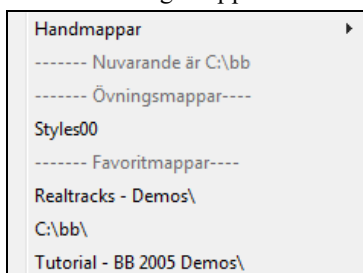 Handmappar
------- Nuvarande är C:\bb
------- Övningsmappar----
Styles00
------- Favoritmappar----
Realtracks - Demos\
C:\bb\
Tutorial - BB 2005 Demos\